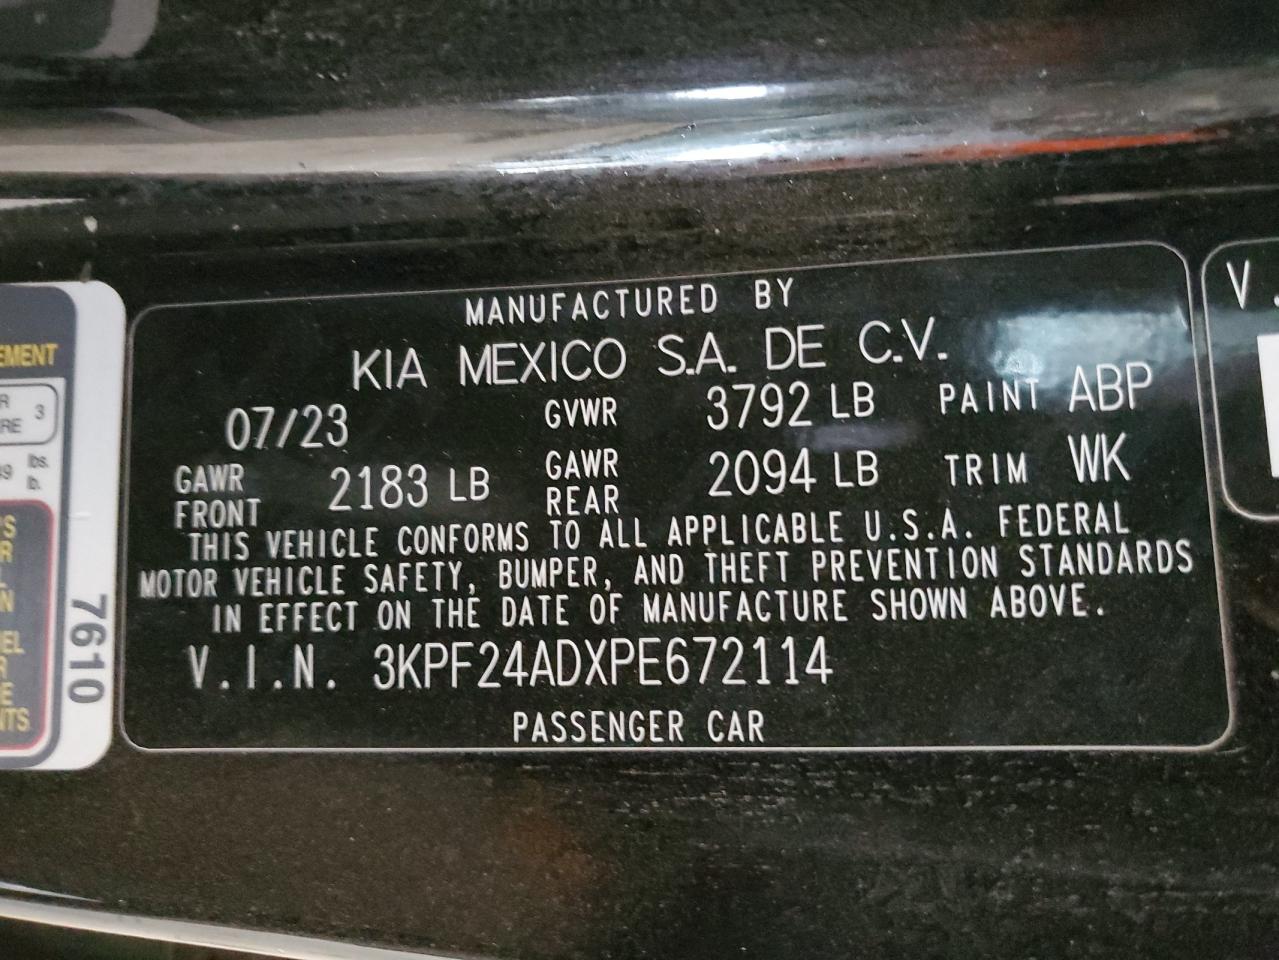 MANUFACTURED BY
KIA MEXICO S.A. DE C.V.
07/23 GVWR 3792 LB PAINT ABP
GAWR FRONT 2183 LB GAWR REAR 2094 LB TRIM WK
THIS VEHICLE CONFORMS TO ALL APPLICABLE U.S.A. FEDERAL
MOTOR VEHICLE SAFETY, BUMPER, AND THEFT PREVENTION STANDARDS
IN EFFECT ON THE DATE OF MANUFACTURE SHOWN ABOVE.
V.I.N. 3KPF24ADXPE672114
PASSENGER CAR
3
lbs.
7610
V.